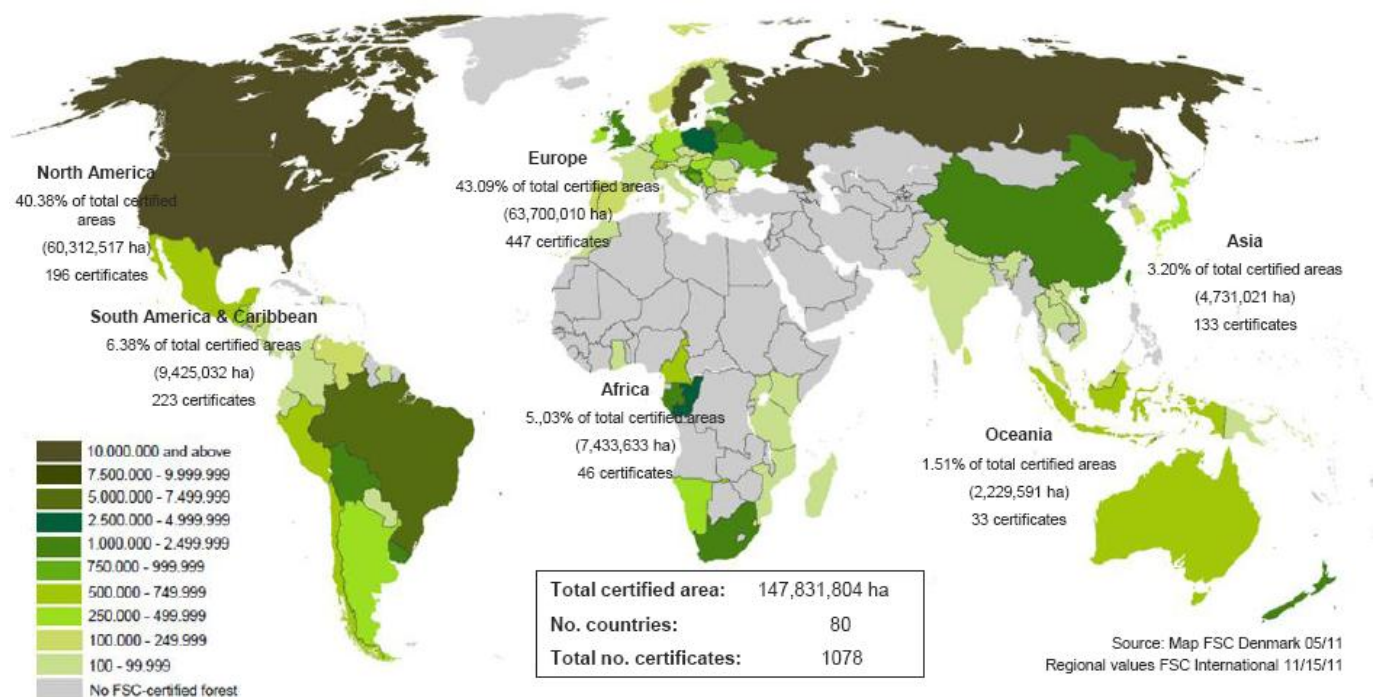 North America
40.38% of total certified
areas
(60,312,517 ha)
196 certificates
South America & Caribbean
6.38% of total certified areas
(9,425,032 ha)
223 certificates
Europe
43.09% of total certified areas
(63,700,010 ha)
447 certificates
Africa
5.,03% of total certified areas
(7,433,633 ha)
46 certificates
Asia
3.20% of total certified areas
(4,731,021 ha)
133 certificates
Oceania
1.51% of total certified areas
(2,229,591 ha)
33 certificates
10.000.000 and above
7.500.000 - 9.999.999
5.000.000 - 7.499.999
2.500.000 - 4.999.999
1.000.000 - 2.499.999
750.000 - 999.999
500.000 - 749.999
250.000 - 499.999
100.000 - 249.999
100 - 99.999
No FSC-certified forest
Total certified area: 147,831,804 ha
No. countries: 80
Total no. certificates: 1078
Source: Map FSC Denmark 05/11
Regional values FSC International 11/15/11